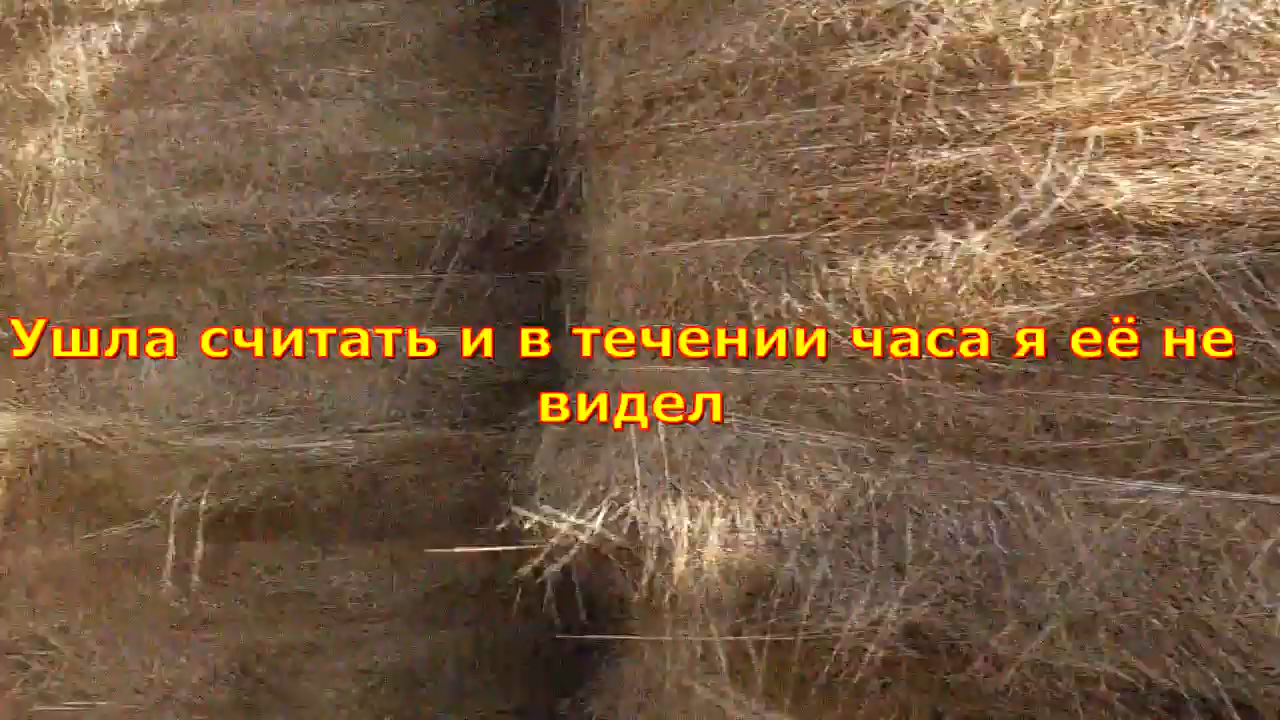 Ушла считать и в течении часа я её не
видел